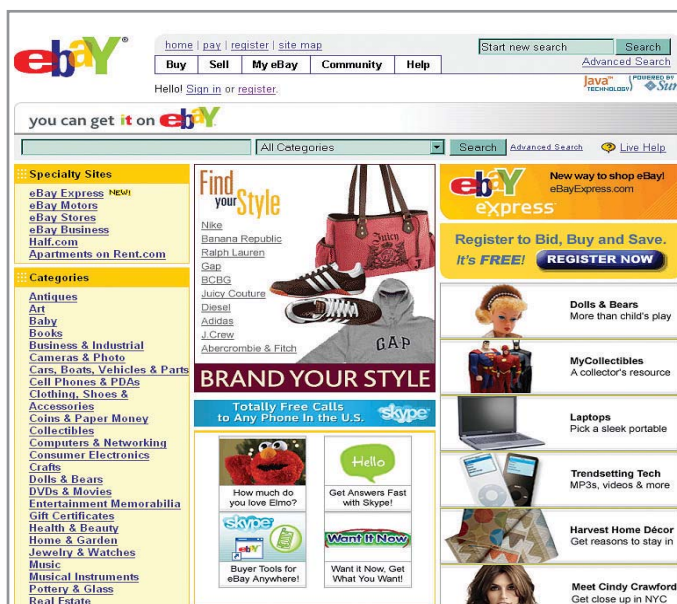 ebaY®
home | pay | register | site map
Buy Sell My eBay Community Help
Hello! Sign in or register.
Start new search Search
Advanced Search
Java™ TECHNOLOGY POWERED BY Sun
you can get it on ebaY
All Categories Search Advanced Search Live Help
Specialty Sites
eBay Express NEW!
eBay Motors
eBay Stores
eBay Business
Half.com
Apartments on Rent.com
Categories
Antiques
Art
Baby
Books
Business & Industrial
Cameras & Photo
Cars, Boats, Vehicles & Parts
Cell Phones & PDAs
Clothing, Shoes &
Accessories
Coins & Paper Money
Collectibles
Computers & Networking
Consumer Electronics
Crafts
Dolls & Bears
DVDs & Movies
Entertainment Memorabilia
Gift Certificates
Health & Beauty
Home & Garden
Jewelry & Watches
Music
Musical Instruments
Pottery & Glass
Real Estate
Find
your Style
Nike
Banana Republic
Ralph Lauren
Gap
BCBG
Juicy Couture
Diesel
Adidas
J.Crew
Abercrombie & Fitch
Juicy
GAP
BRAND YOUR STYLE
Totally Free Calls
to Any Phone In the U.S.
skype
How much do
you love Elmo?
Hello
Get Answers Fast
with Skype!
skype
ebaY
Buyer Tools for
eBay Anywhere!
Want It Now
Want it Now, Get
What You Want!
ebaY
express
New way to shop eBay!
eBayExpress.com
Register to Bid, Buy and Save.
It's FREE! REGISTER NOW
Dolls & Bears
More than child's play
MyCollectibles
A collector's resource
Laptops
Pick a sleek portable
Trendsetting Tech
MP3s, videos & more
Harvest Home Décor
Get reasons to stay in
Meet Cindy Crawford
Get close up in NYC